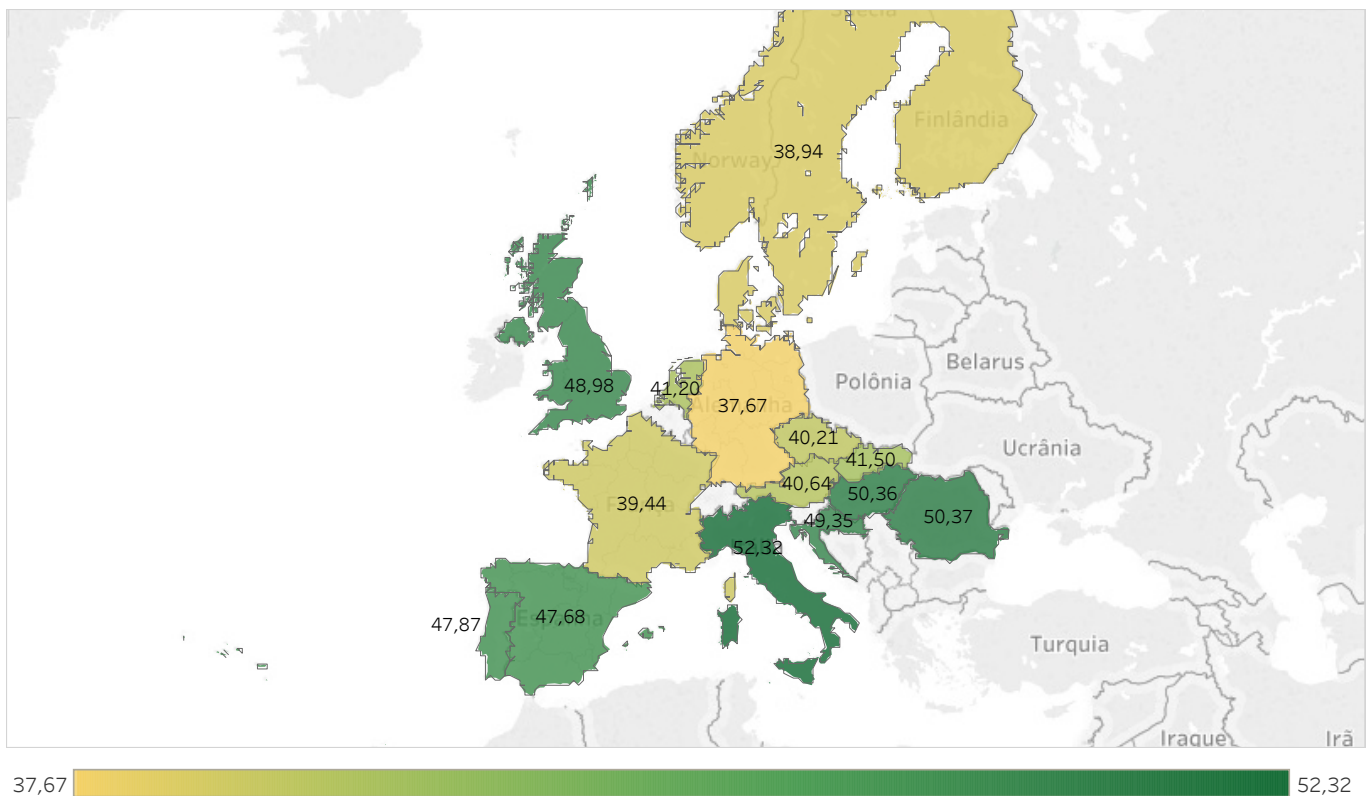 Suécia
Finlândia
Norway
38,94
Belarus
48,98
41,20
Polônia
37,67
Alemanha
40,21
Ucrânia
41,50
40,64
50,36
39,44
França
50,37
49,35
52,32
47,68
España
47,87
Turquia
Iraque
Irã
37,67
52,32